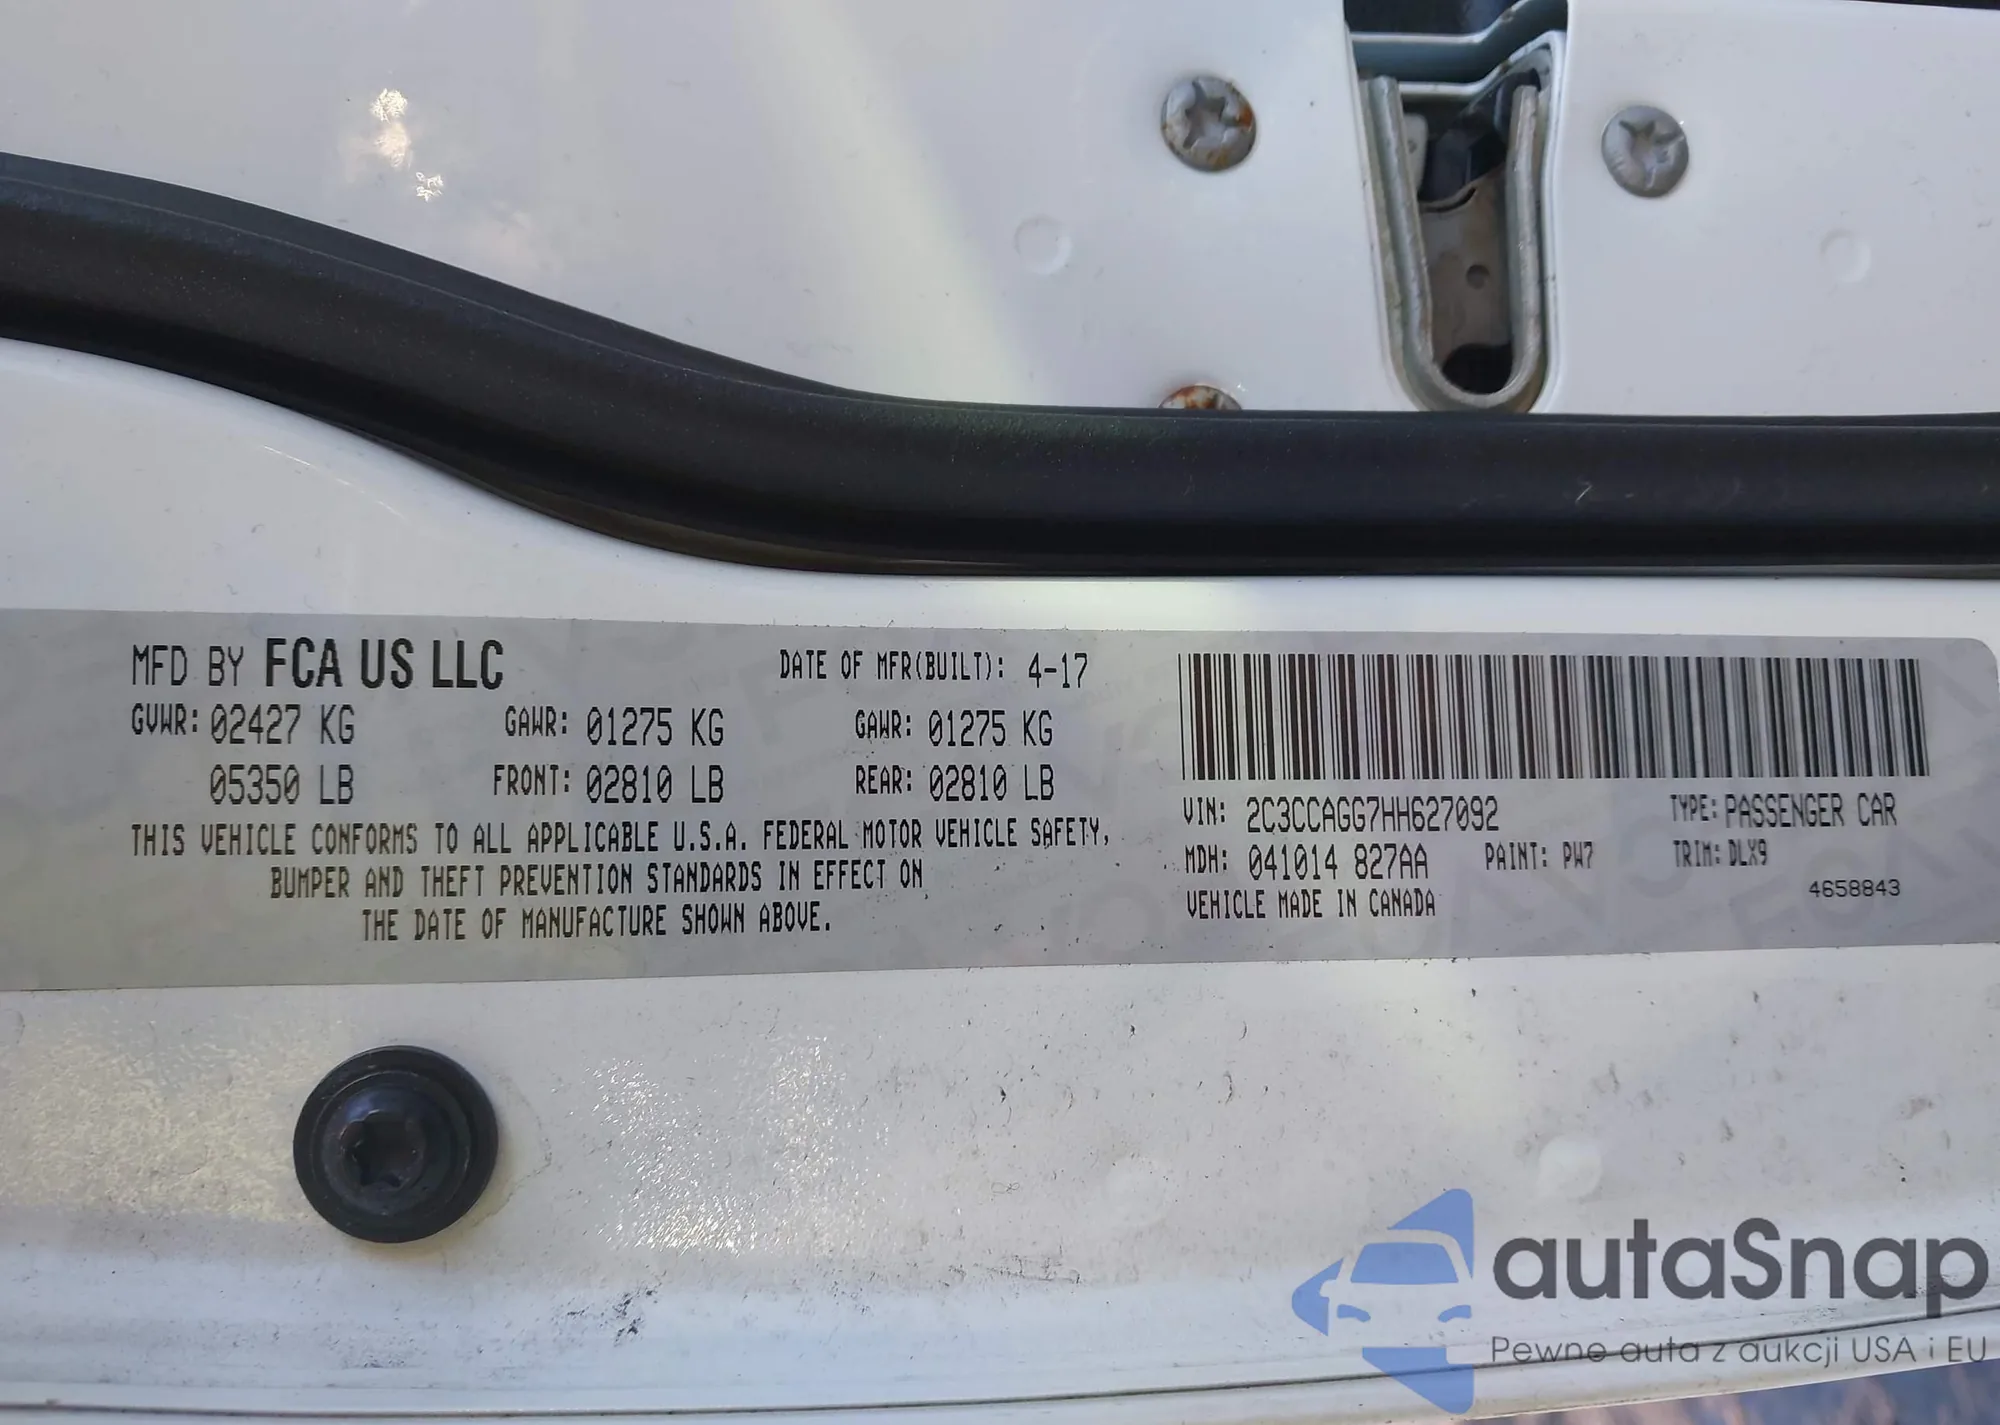 MFD BY FCA US LLC DATE OF MFR(BUILT): 4-17
GVWR: 02427 KG GAWR: 01275 KG GAWR: 01275 KG
05350 LB FRONT: 02810 LB REAR: 02810 LB
THIS VEHICLE CONFORMS TO ALL APPLICABLE U.S.A. FEDERAL MOTOR VEHICLE SAFETY,
BUMPER AND THEFT PREVENTION STANDARDS IN EFFECT ON
THE DATE OF MANUFACTURE SHOWN ABOVE.
VIN: 2C3CCAGG7HH627092 TYPE: PASSENGER CAR
MDH: 041014 827AA PAINT: PW7 TRIM: DLX9
VEHICLE MADE IN CANADA 4658843
autaSnap
Pewne auta z aukcji USA i EU